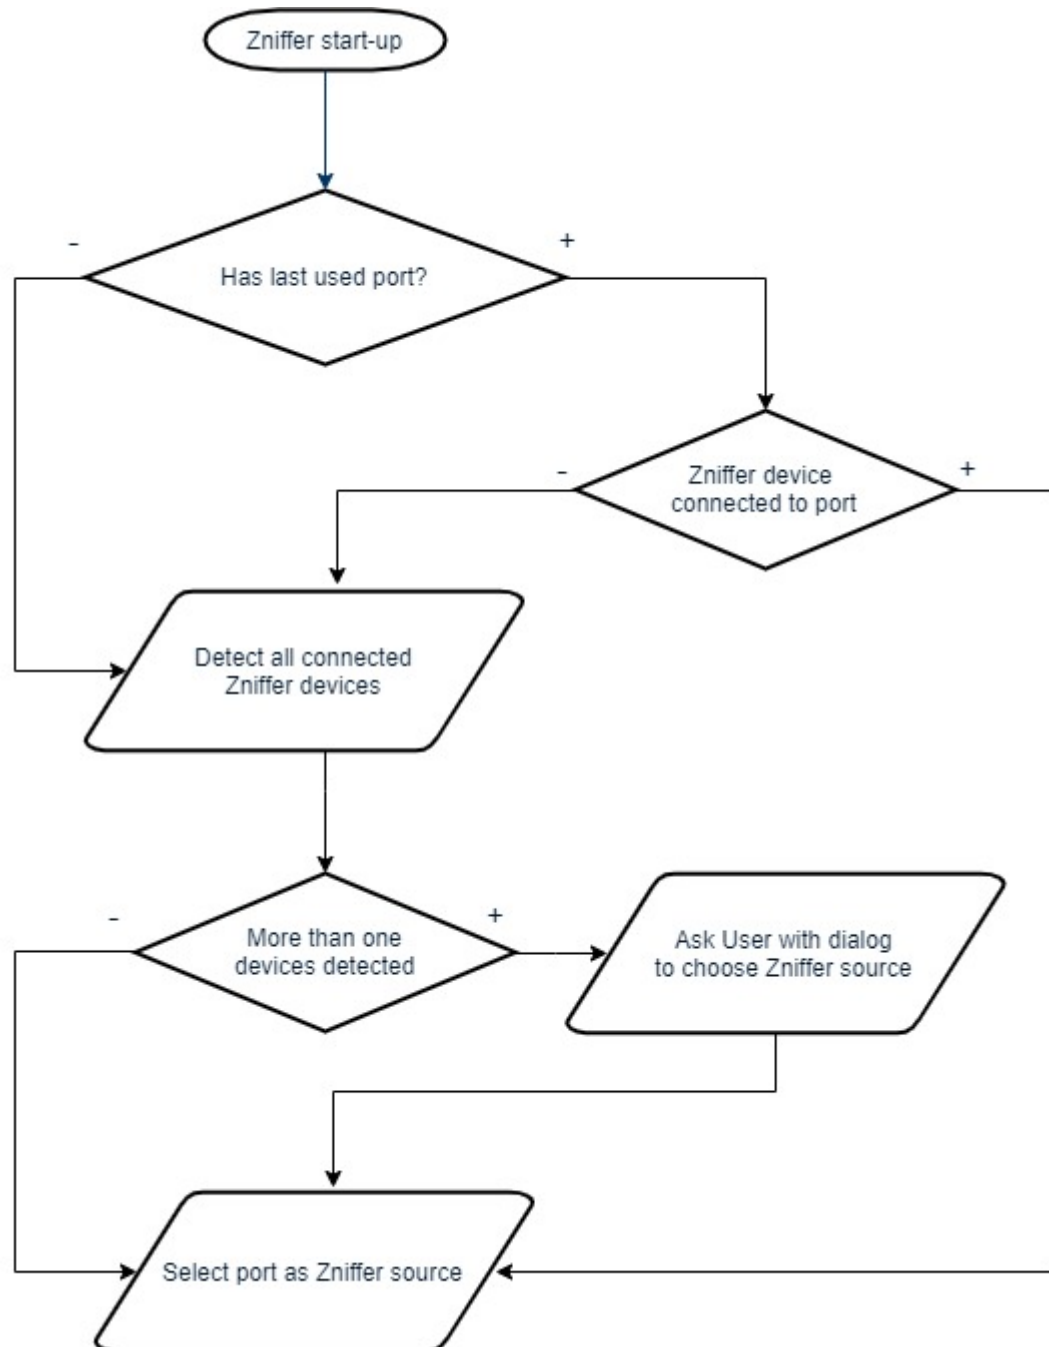 Zniffer start-up
-
+
Has last used port?
-
+
Zniffer device
connected to port
Detect all connected
Zniffer devices
-
+
More than one
devices detected
Ask User with dialog
to choose Zniffer source
Select port as Zniffer source